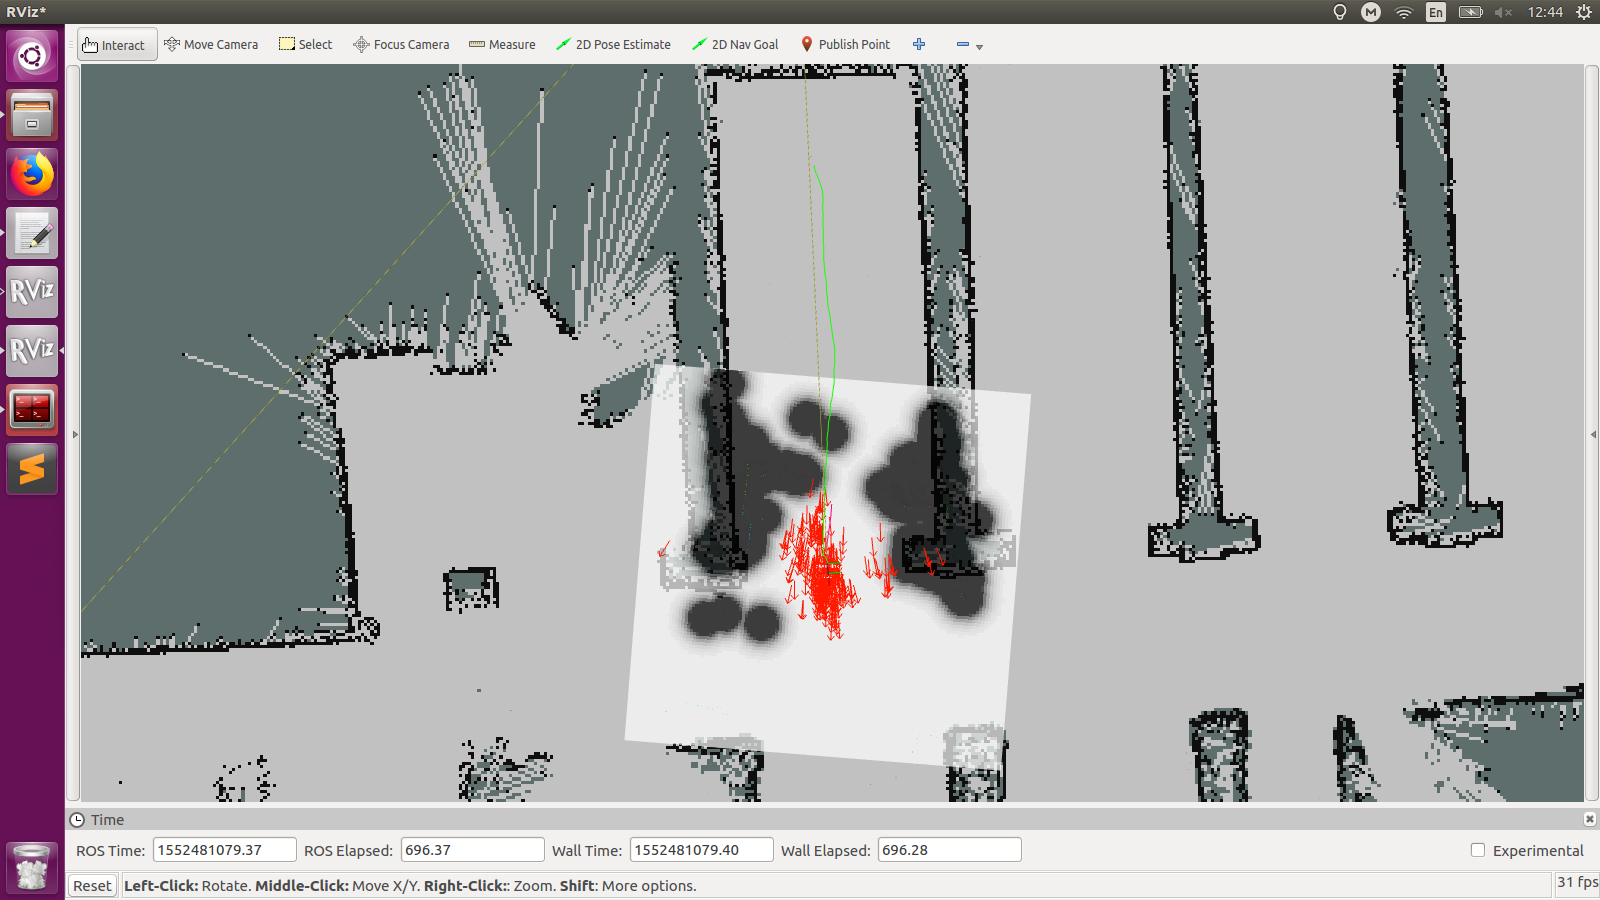 RViz*
M
En
12:44
Interact
Move Camera
Select
Focus Camera
Measure
2D Pose Estimate
2D Nav Goal
Publish Point
RViz
RViz
Time
ROS Time: 1552481079.37 ROS Elapsed: 696.37 Wall Time: 1552481079.40 Wall Elapsed: 696.28 Experimental
Reset Left-Click: Rotate. Middle-Click: Move X/Y. Right-Click:: Zoom. Shift: More options. 31 fps